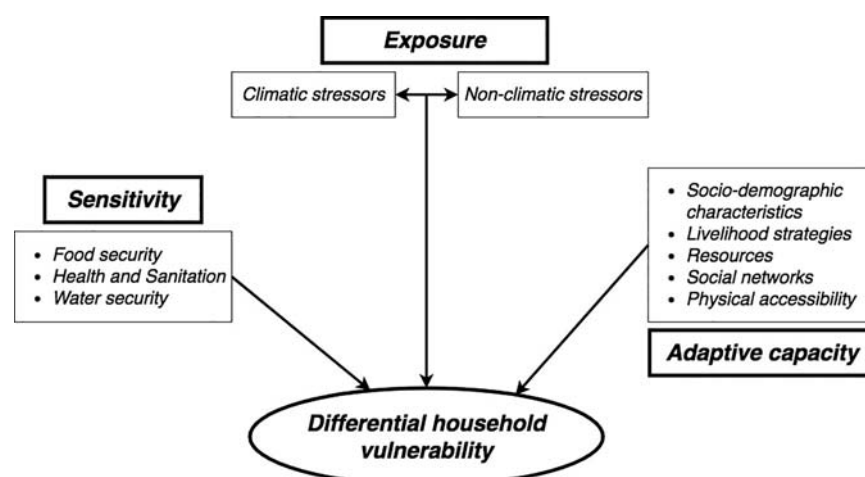 Exposure
Climatic stressors
Non-climatic stressors
Sensitivity
• Food security
• Health and Sanitation
• Water security
• Socio-demographic
characteristics
• Livelihood strategies
• Resources
• Social networks
• Physical accessibility
Adaptive capacity
Differential household
vulnerability